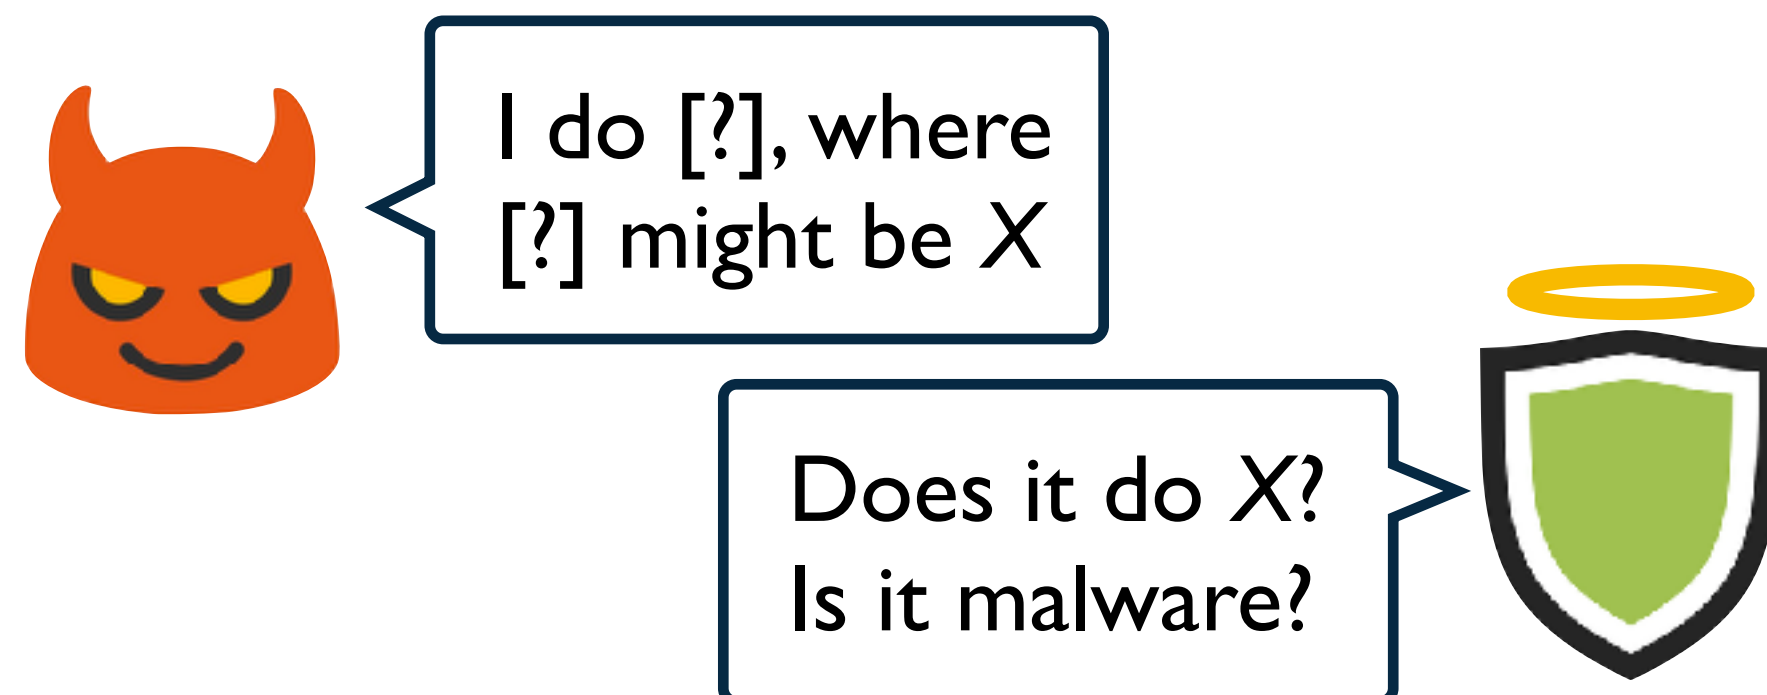 I do [?], where
[?] might be X
Does it do X?
Is it malware?